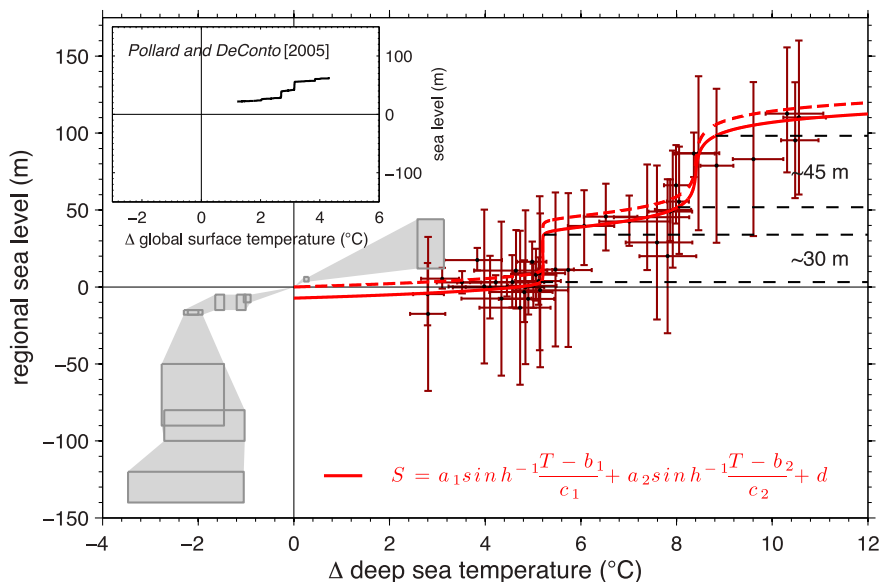 Pollard and DeConto [2005]
100
0
−100
sea level (m)
−2 0 2 4 6
Δ global surface temperature (°C)
200
150
100
50
0
−50
−100
−150
regional sea level (m)
~45 m
~30 m
S = a1 sinh−1 T − b1 / c1 + a2 sinh−1 T − b2 / c2 + d
−4 −2 0 2 4 6 8 10 12
Δ deep sea temperature (°C)